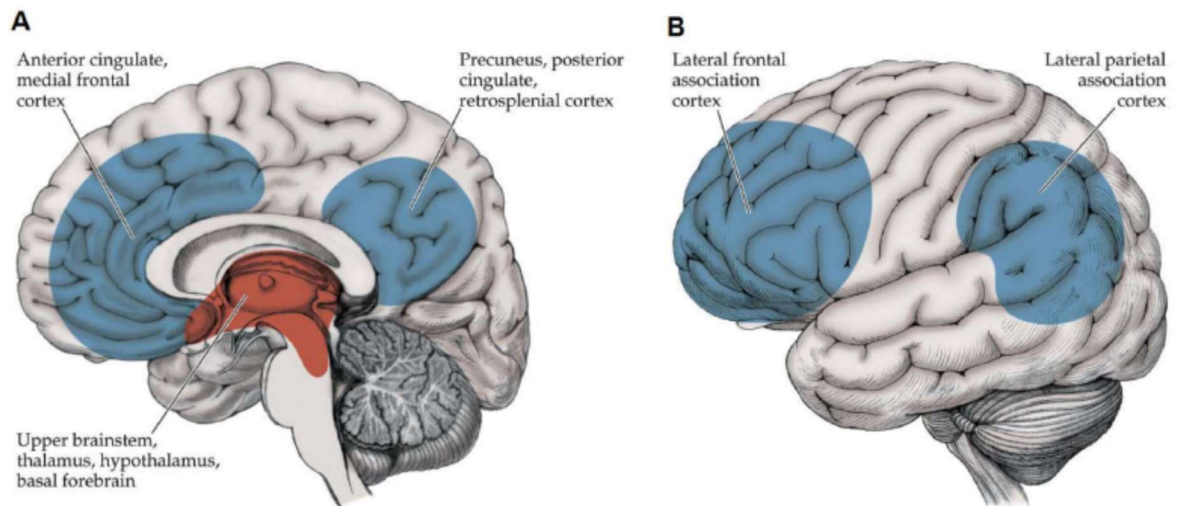 A
Anterior cingulate,
medial frontal
cortex
Precuneus, posterior
cingulate,
retrosplenial cortex
Upper brainstem,
thalamus, hypothalamus,
basal forebrain
B
Lateral frontal
association
cortex
Lateral parietal
association
cortex